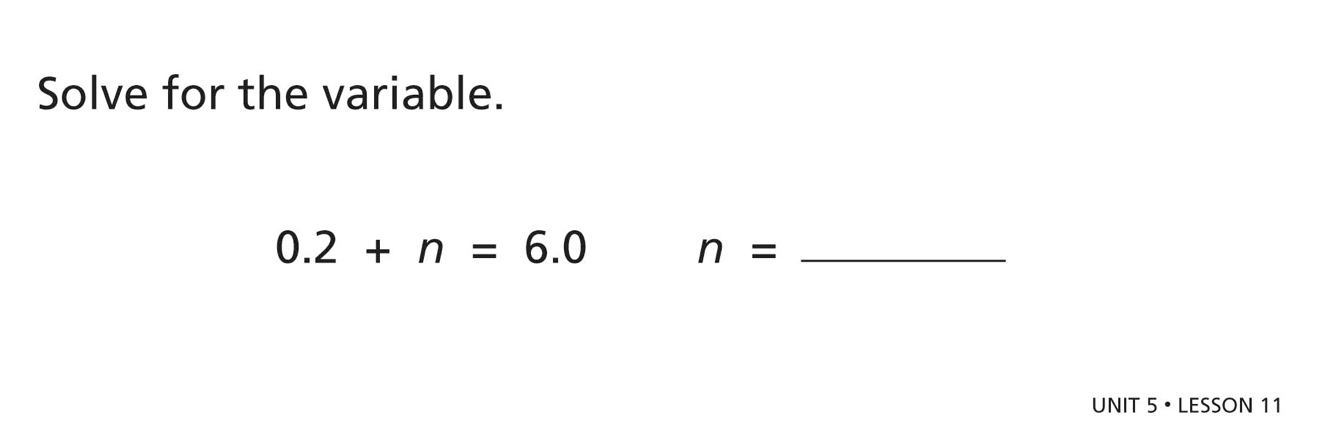 Solve for the variable.
0.2 + n = 6.0 n = ________
UNIT 5 • LESSON 11